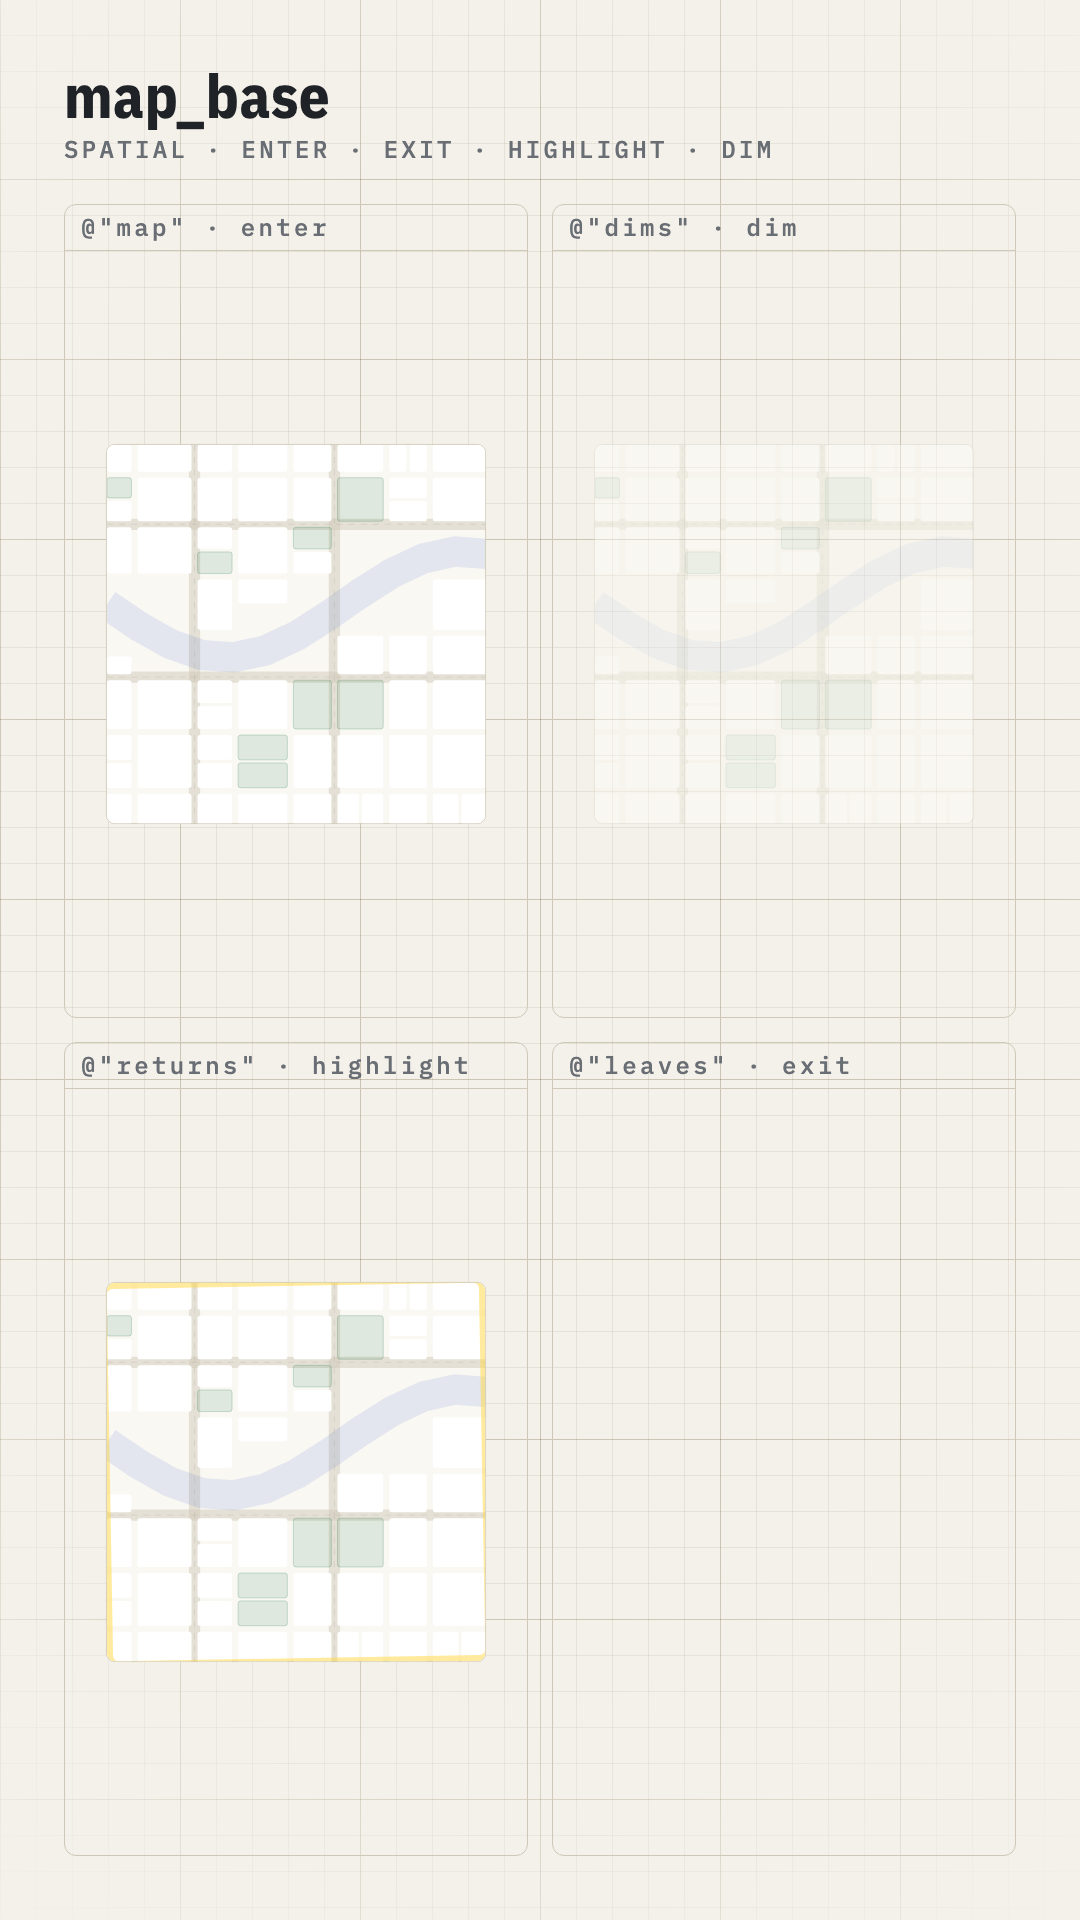 map_base
SPATIAL · ENTER · EXIT · HIGHLIGHT · DIM
@"map" · enter
@"dims" · dim
@"returns" · highlight
@"leaves" · exit